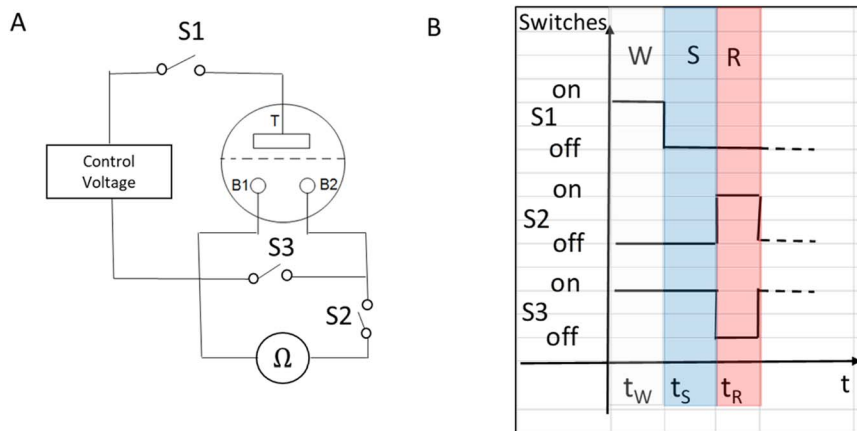 A
S1
T
Control
Voltage
B1
B2
S3
S2
Ω
B
Switches
W S R
on
S1
off
on
S2
off
on
S3
off
tW tS tR t